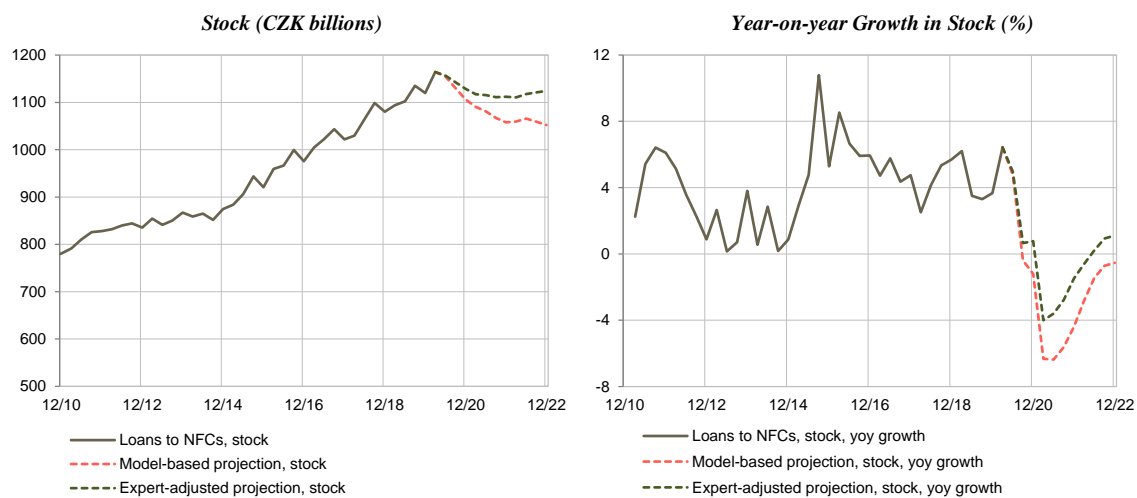 Stock (CZK billions)
1200
1100
1000
900
800
700
600
500
12/10 12/12 12/14 12/16 12/18 12/20 12/22
Loans to NFCs, stock
Model-based projection, stock
Expert-adjusted projection, stock
Year-on-year Growth in Stock (%)
12
8
4
0
-4
-8
12/10 12/12 12/14 12/16 12/18 12/20 12/22
Loans to NFCs, stock, yoy growth
Model-based projection, stock, yoy growth
Expert-adjusted projection, stock, yoy growth